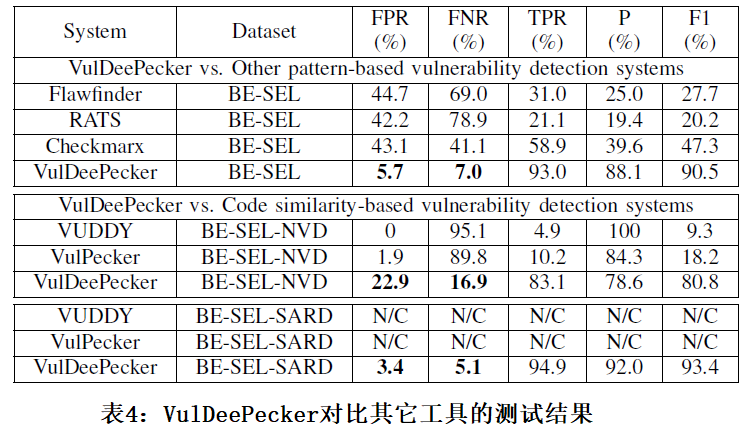 System Dataset FPR (%) FNR (%) TPR (%) P (%) F1 (%)
VulDeePecker vs. Other pattern-based vulnerability detection systems
Flawfinder BE-SEL 44.7 69.0 31.0 25.0 27.7
RATS BE-SEL 42.2 78.9 21.1 19.4 20.2
Checkmarx BE-SEL 43.1 41.1 58.9 39.6 47.3
VulDeePecker BE-SEL 5.7 7.0 93.0 88.1 90.5
VulDeePecker vs. Code similarity-based vulnerability detection systems
VUDDY BE-SEL-NVD 0 95.1 4.9 100 9.3
VulPecker BE-SEL-NVD 1.9 89.8 10.2 84.3 18.2
VulDeePecker BE-SEL-NVD 22.9 16.9 83.1 78.6 80.8
VUDDY BE-SEL-SARD N/C N/C N/C N/C N/C
VulPecker BE-SEL-SARD N/C N/C N/C N/C N/C
VulDeePecker BE-SEL-SARD 3.4 5.1 94.9 92.0 93.4
表4：VulDeePecker对比其它工具的测试结果